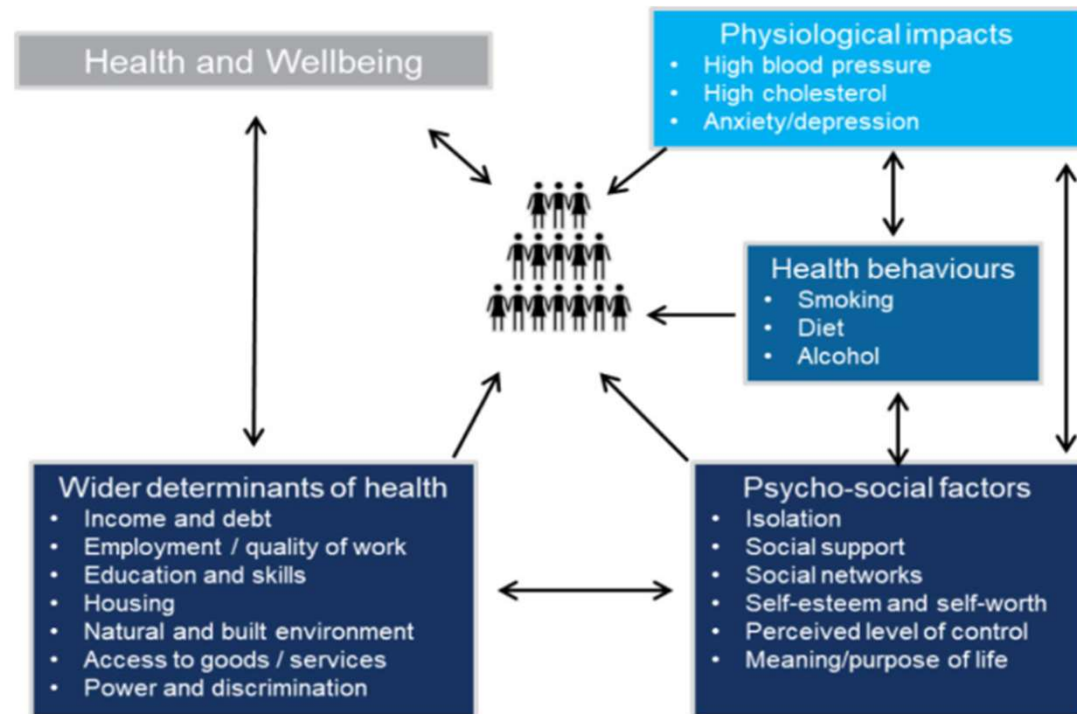 Health and Wellbeing
Physiological impacts
• High blood pressure
• High cholesterol
• Anxiety/depression
Health behaviours
• Smoking
• Diet
• Alcohol
Wider determinants of health
• Income and debt
• Employment / quality of work
• Education and skills
• Housing
• Natural and built environment
• Access to goods / services
• Power and discrimination
Psycho-social factors
• Isolation
• Social support
• Social networks
• Self-esteem and self-worth
• Perceived level of control
• Meaning/purpose of life